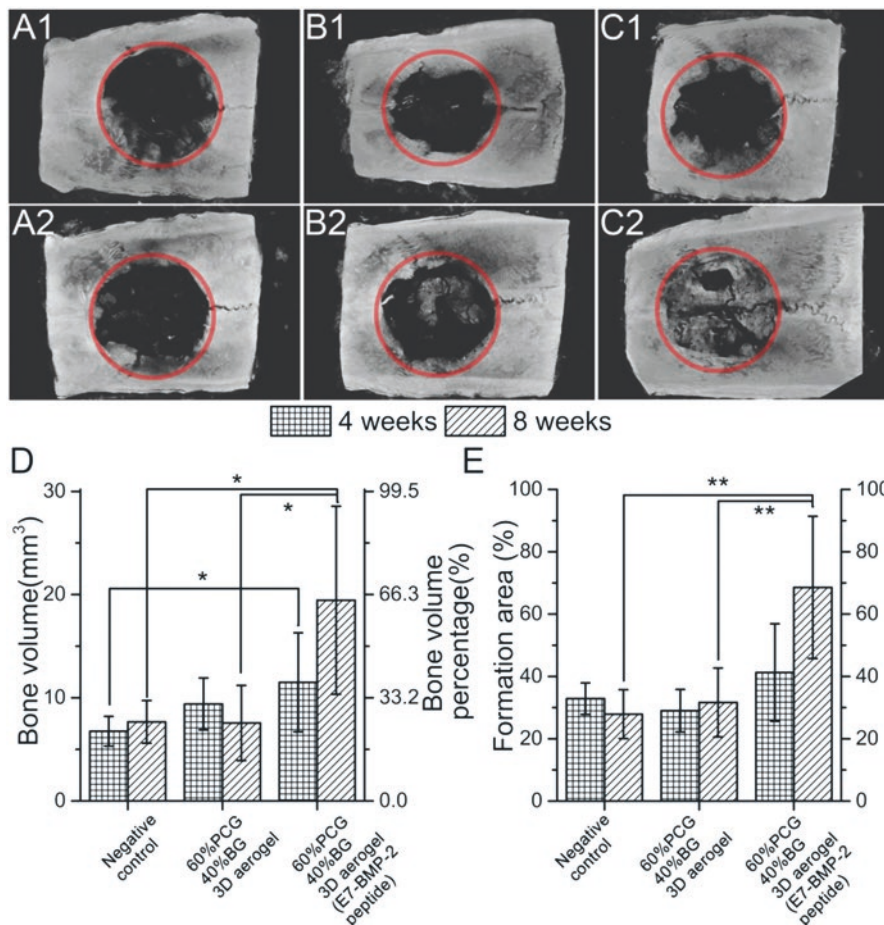 A1
B1
C1
A2
B2
C2
4 weeks
8 weeks
D
Bone volume(mm³)
30
20
10
0
*
*
*
99.5
66.3
33.2
0.0
Bone volume
percentage(%)
Negative
control
60%PCG
40%BG
3D aerogel
60%PCG
40%BG
3D aerogel
(E7-BMP-2
peptide)
E
Formation area (%)
100
80
60
40
20
0
**
**
100
80
60
40
20
0
Negative
control
60%PCG
40%BG
3D aerogel
60%PCG
40%BG
3D aerogel
(E7-BMP-2
peptide)